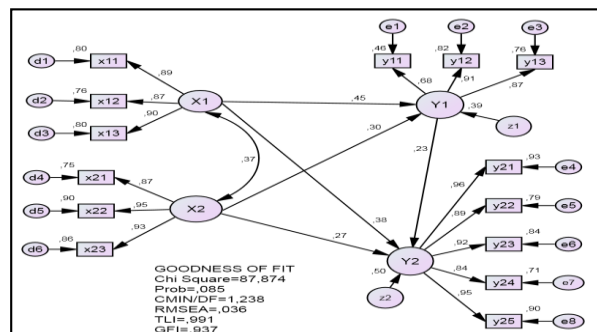 e1 e2 e3
,46 ,82 ,76
y11 y12 y13
,68 ,91 ,87
d1 ,80 x11
,89
d2 ,76 x12 ,87 X1
d3 ,80 x13 ,90
,45 Y1 ,39
z1
,30
,37
,23
d4 ,75 x21 ,87
d5 ,90 x22 ,95 X2
d6 ,86 x23 ,93
,38
,27
Y2
,50
z2
,96 y21 ,93 e4
,89 y22 ,79 e5
,92 y23 ,84 e6
,84 y24 ,71 e7
,95 y25 ,90 e8
GOODNESS OF FIT
Chi Square=87,874
Prob=,085
CMIN/DF=1,238
RMSEA=,036
TLI=,991
GFI=,937